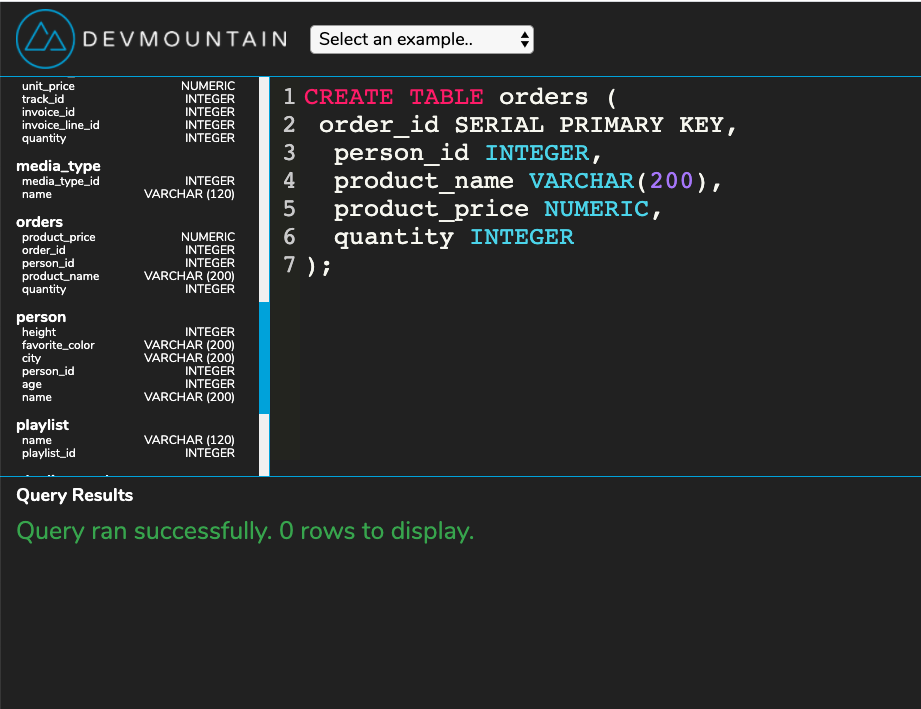 DEVMOUNTAIN
Select an example..
unit_price NUMERIC
track_id INTEGER
invoice_id INTEGER
invoice_line_id INTEGER
quantity INTEGER
media_type
media_type_id INTEGER
name VARCHAR (120)
orders
product_price NUMERIC
order_id INTEGER
person_id INTEGER
product_name VARCHAR (200)
quantity INTEGER
person
height INTEGER
favorite_color VARCHAR (200)
city VARCHAR (200)
person_id INTEGER
age INTEGER
name VARCHAR (200)
playlist
name VARCHAR (120)
playlist_id INTEGER
1 CREATE TABLE orders (
2 order_id SERIAL PRIMARY KEY,
3 person_id INTEGER,
4 product_name VARCHAR(200),
5 product_price NUMERIC,
6 quantity INTEGER
7 );
Query Results
Query ran successfully. 0 rows to display.